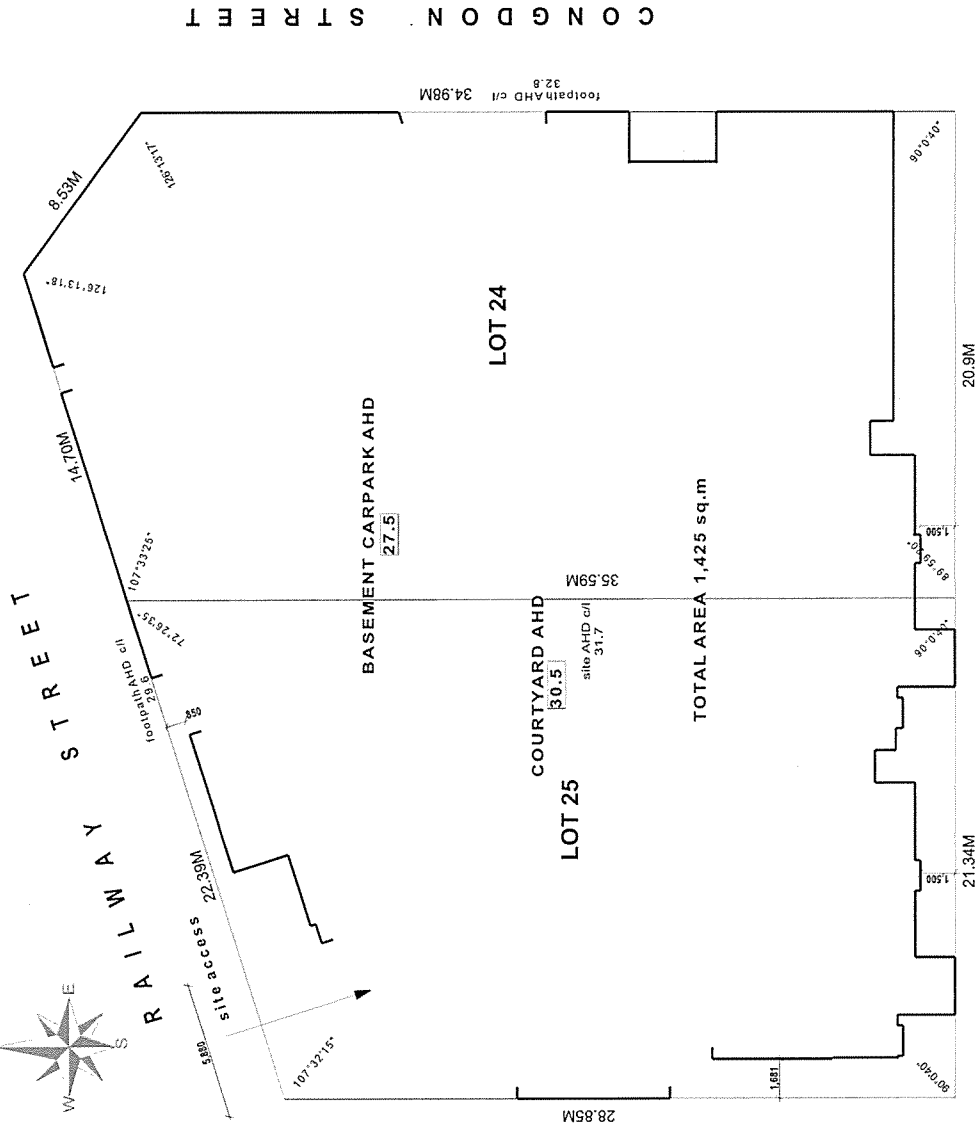 CONGDON STREET
RAILWAY STREET
W
E
S
34.98M
footpath AHD c/l
32.8
8.53M
126°13'17"
126°13'18"
14.70M
107°33'25"
72°26'35"
footpath AHD c/l
29.6
850
22.39M
site access
5,880
107°32'15"
LOT 24
BASEMENT CARPARK AHD
27.5
35.59M
COURTYARD AHD
30.5
site AHD c/l
31.7
LOT 25
TOTAL AREA 1,425 sq.m
90°0'40"
20.9M
1,500
89°59'20"
90°0'40"
1,500
21.34M
1,681
28.85M
90°0'40"